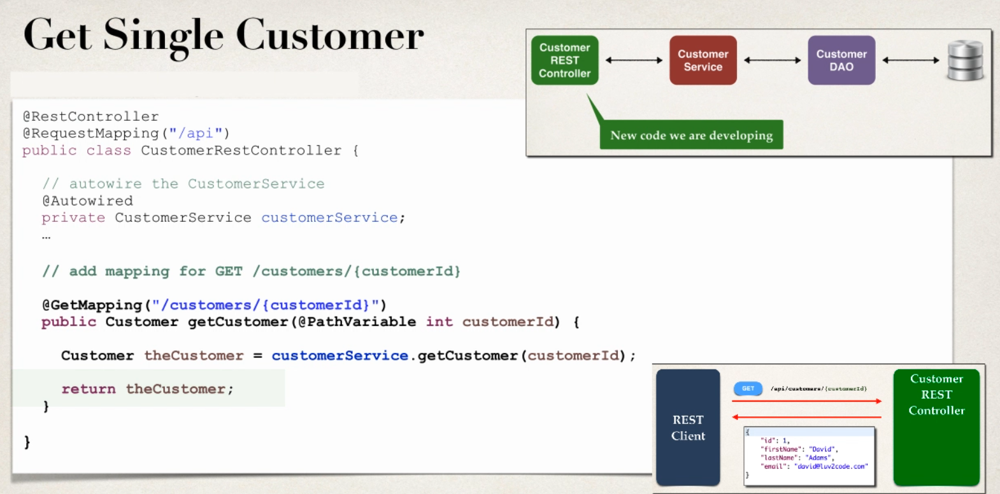 Get Single Customer
Customer
REST
Controller
Customer
Service
Customer
DAO
New code we are developing
@RestController
@RequestMapping("/api")
public class CustomerRestController {
// autowire the CustomerService
@Autowired
private CustomerService customerService;
…
// add mapping for GET /customers/{customerId}
@GetMapping("/customers/{customerId}")
public Customer getCustomer(@PathVariable int customerId) {
Customer theCustomer = customerService.getCustomer(customerId);
return theCustomer;
}
}
REST
Client
GET /api/customers/{customerId}
{
"id": 1,
"firstName": "David",
"lastName": "Adams",
"email": "david@luv2code.com"
}
Customer
REST
Controller